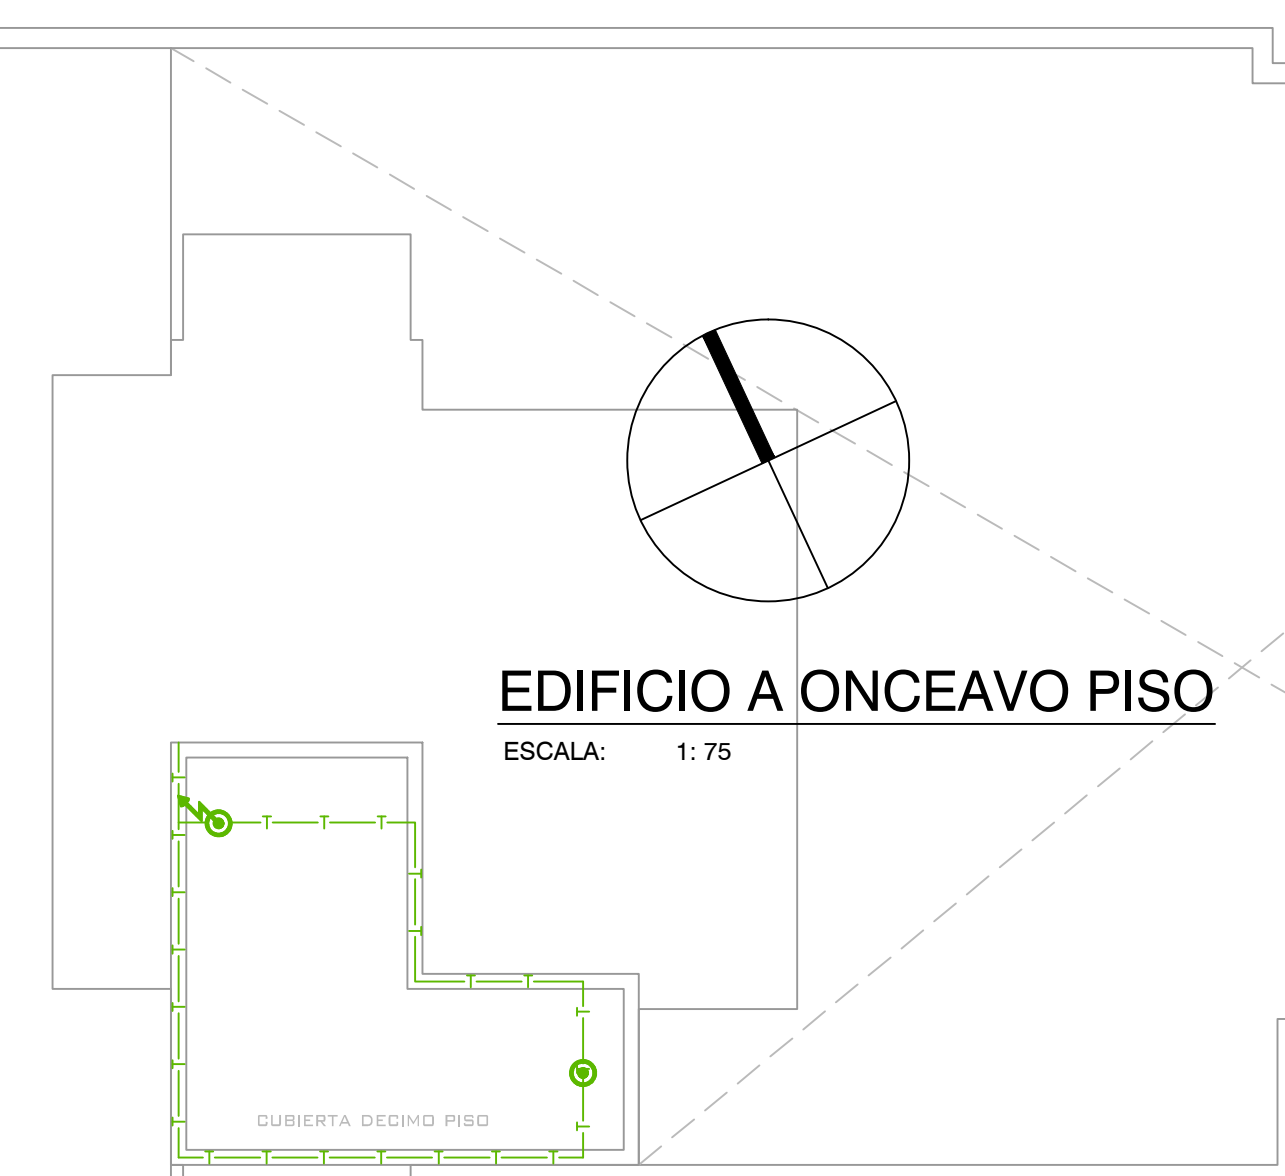 EDIFICIO A ONCEAVO PISO
ESCALA: 1: 75
T T T
T T
T T
T
T
CUBIERTA DECIMO PISO
T T T T T T T